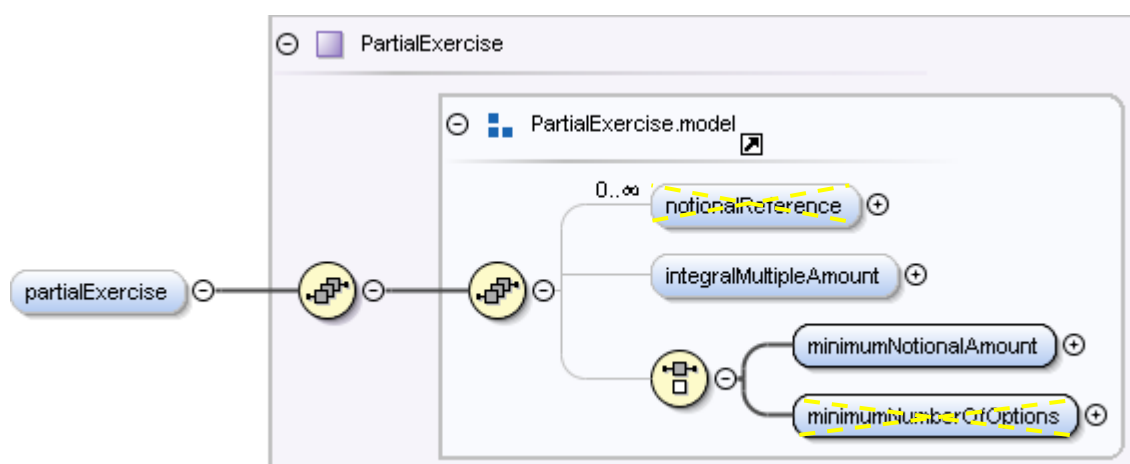 PartialExercise
PartialExercise.model
0..∞
notionalReference
partialExercise
integralMultipleAmount
minimumNotionalAmount
minimumNumberOfOptions